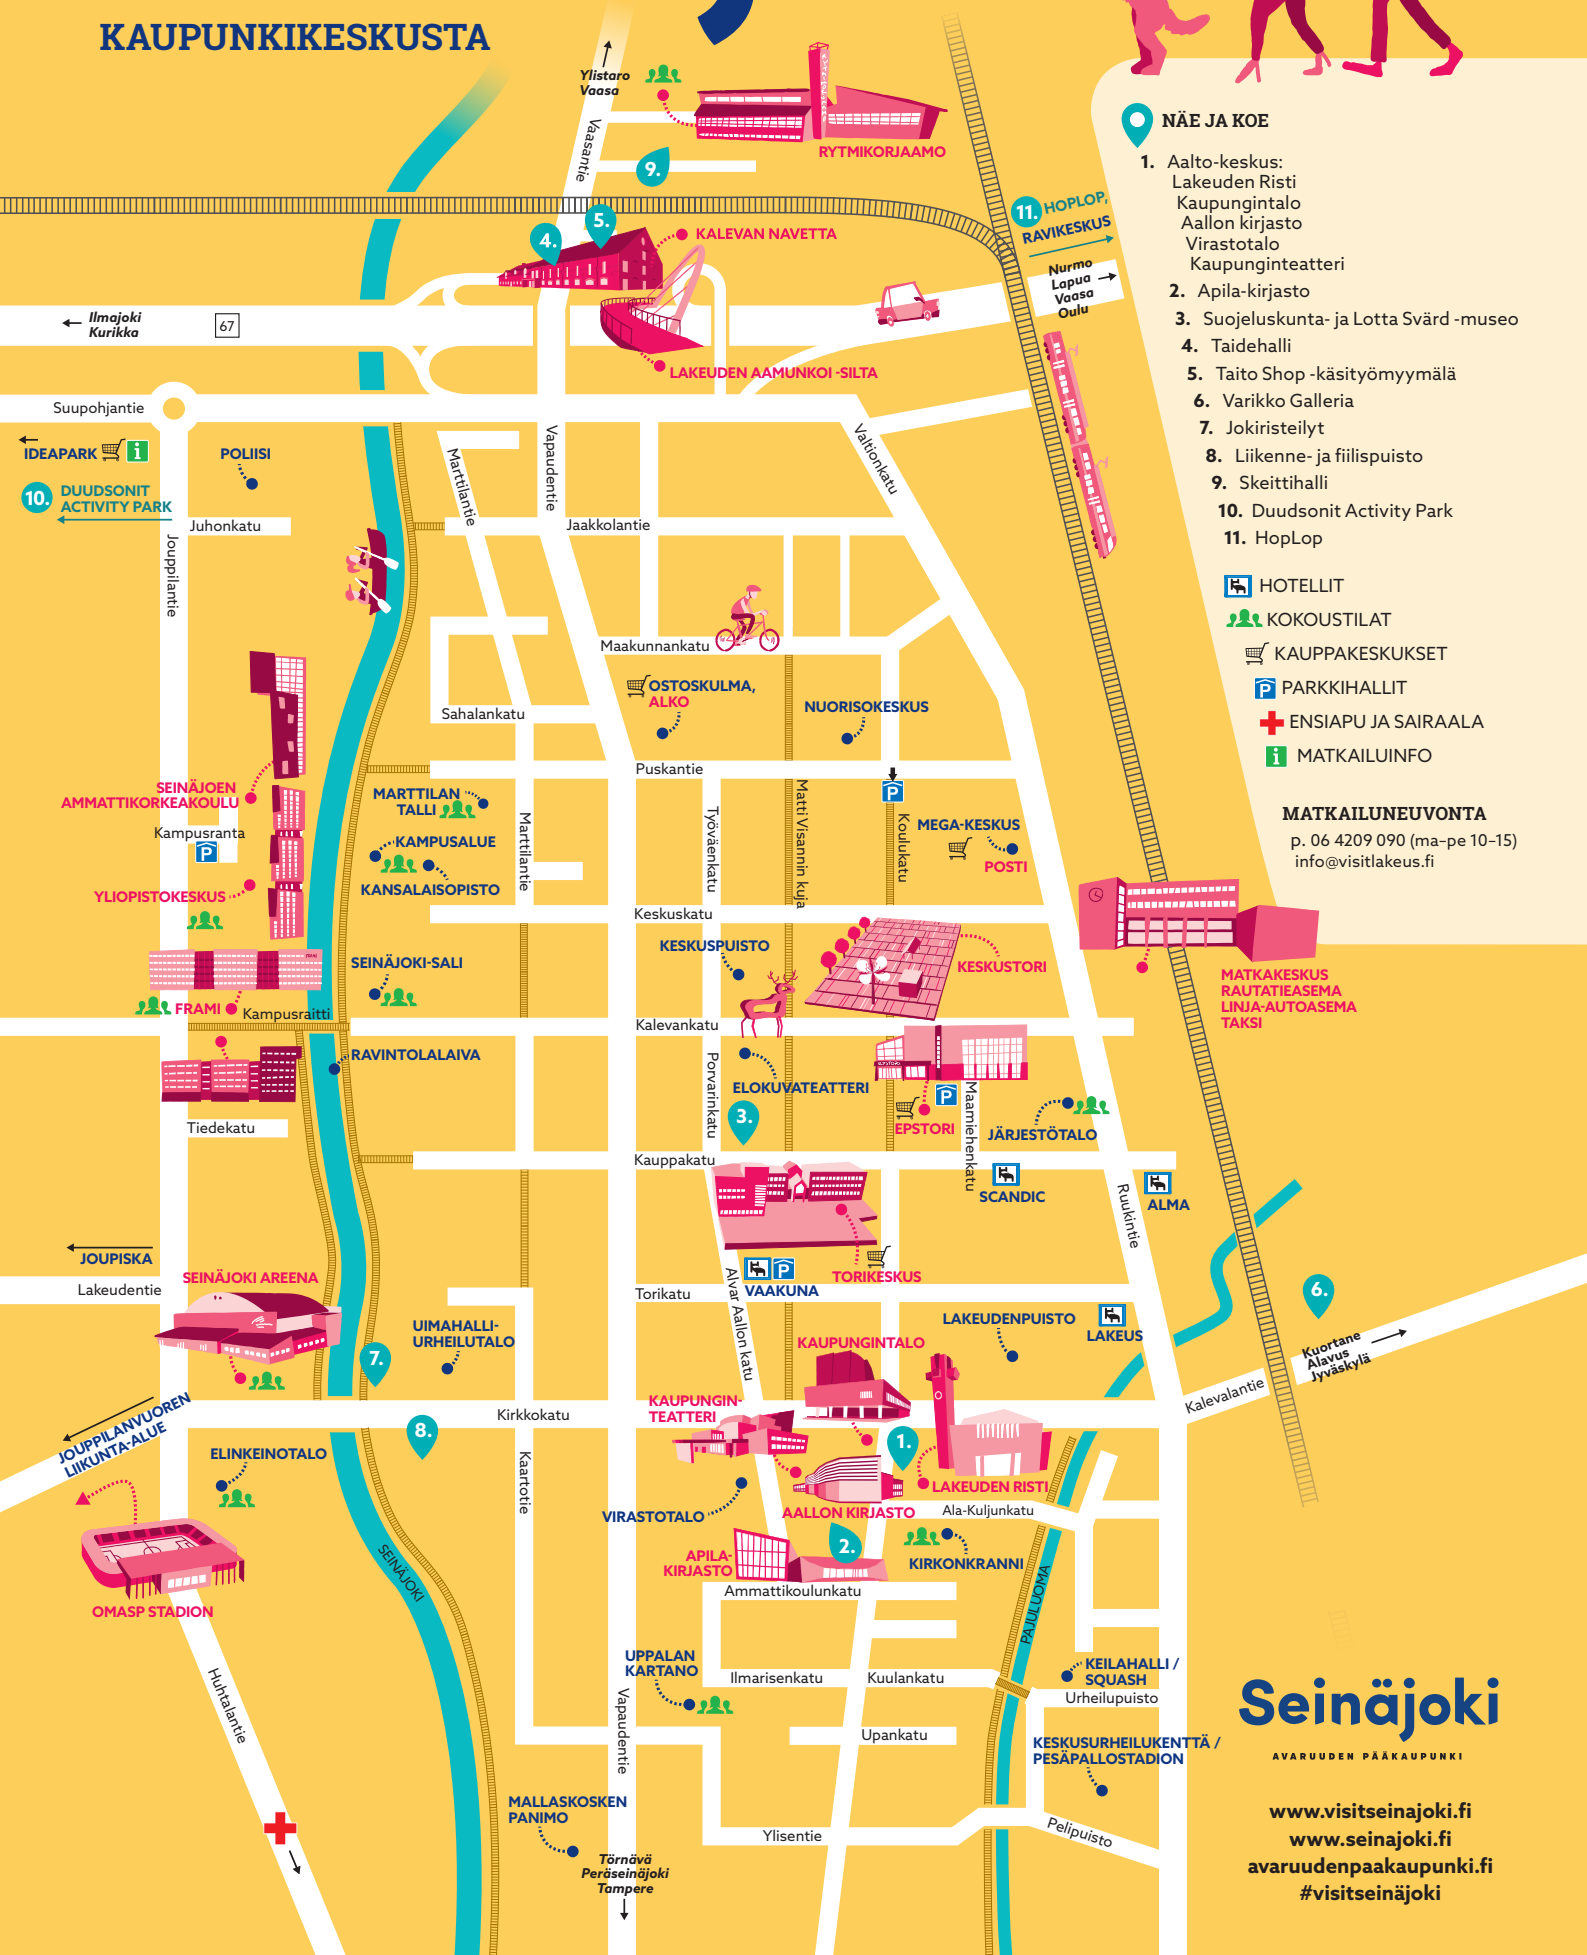 KAUPUNKIKESKUSTA
Ylistaro
Vaasa
Vaasantie
RYTMIKORJAAMO
9.
5.
4.
KALEVAN NAVETTA
11. HOPLOP,
RAVIKESKUS
Nurmo
Lapua
Vaasa
Oulu
Ilmajoki
Kurikka
67
LAKEUDEN AAMUNKOI -SILTA
Suupohjantie
IDEAPARK
i
POLIISI
10. DUUDSONIT
ACTIVITY PARK
Juhonkatu
Jouppilantie
Marttilantie
Vapaudentie
Jaakkolantie
Valtionkatu
Maakunnankatu
OSTOSKULMA,
ALKO
NUORISOKESKUS
Sahalankatu
Puskantie
SEINÄJOEN
AMMATTIKORKEAKOULU
Kampusranta
P
MARTTILAN
TALLI
KAMPUSALUE
KANSALAISOPISTO
YLIOPISTOKESKUS
Marttilantie
Työväenkatu
Matti Visannin kuja
P
Koulukatu
MEGA-KESKUS
POSTI
Keskuskatu
KESKUSPUISTO
KESKUSTORI
SEINÄJOKI-SALI
FRAMI
FRAMI
Kampusraitti
Kalevankatu
MATKAKESKUS
RAUTATIEASEMA
LINJA-AUTOASEMA
TAKSI
RAVINTOLALAIVA
Porvarinkatu
ELOKUVATEATTERI
EPSTORI
P
EPSTORI
Maamiehenkatu
JÄRJESTÖTALO
3.
Tiedekatu
Kauppakatu
SCANDIC
ALMA
Ruukintie
JOUPISKA
Lakeudentie
SEINÄJOKI AREENA
P
VAAKUNA
TORIKESKUS
Torikatu
Alvar Aallon katu
UIMAHALLI-
URHEILUTALO
7.
LAKEUDENPUISTO
LAKEUS
6.
Kuortane
Alavus
Jyväskylä
Kalevalantie
KAUPUNGINTALO
KAUPUNGIN-
TEATTERI
Kirkkokatu
8.
JOUPPILANVUOREN
LIIKUNTA-ALUE
ELINKEINOTALO
Kaartotie
1.
LAKEUDEN RISTI
VIRASTOTALO
AALLON KIRJASTO
Ala-Kuljunkatu
2.
APILA-
KIRJASTO
KIRKONKRANNI
Ammattikoulunkatu
SEINÄJOKI
PAJULUOMA
OMASP STADION
Huhtalantie
UPPALAN
KARTANO
Ilmarisenkatu
Kuulankatu
KEILAHALLI /
SQUASH
Urheilupuisto
Vapaudentie
Upankatu
KESKUSURHEILUKENTTÄ /
PESÄPALLOSTADION
MALLASKOSKEN
PANIMO
Ylisentie
Pelipuisto
Törnävä
Peräseinäjoki
Tampere
NÄE JA KOE
1. Aalto-keskus:
Lakeuden Risti
Kaupungintalo
Aallon kirjasto
Virastotalo
Kaupunginteatteri
2. Apila-kirjasto
3. Suojeluskunta- ja Lotta Svärd -museo
4. Taidehalli
5. Taito Shop -käsityömyymälä
6. Varikko Galleria
7. Jokiristeilyt
8. Liikenne- ja fiilispuisto
9. Skeittihalli
10. Duudsonit Activity Park
11. HopLop
HOTELLIT
KOKOUSTILAT
KAUPPAKESKUKSET
P PARKKIHALLIT
ENSIAPU JA SAIRAALA
i MATKAILUINFO
MATKAILUNEUVONTA
p. 06 4209 090 (ma–pe 10–15)
info@visitlakeus.fi
Seinäjoki
AVARUUDEN PÄÄKAUPUNKI
www.visitseinajoki.fi
www.seinajoki.fi
avaruudenpaakaupunki.fi
#visitseinäjoki